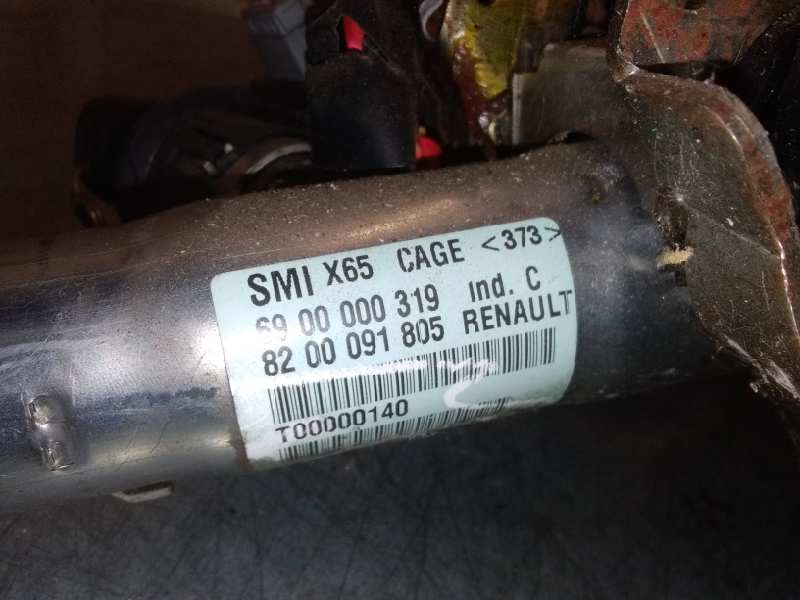 SMI X65 CAGE <373>
69 00 000 319 Ind. C
82 00 091 805 RENAULT
T00000140